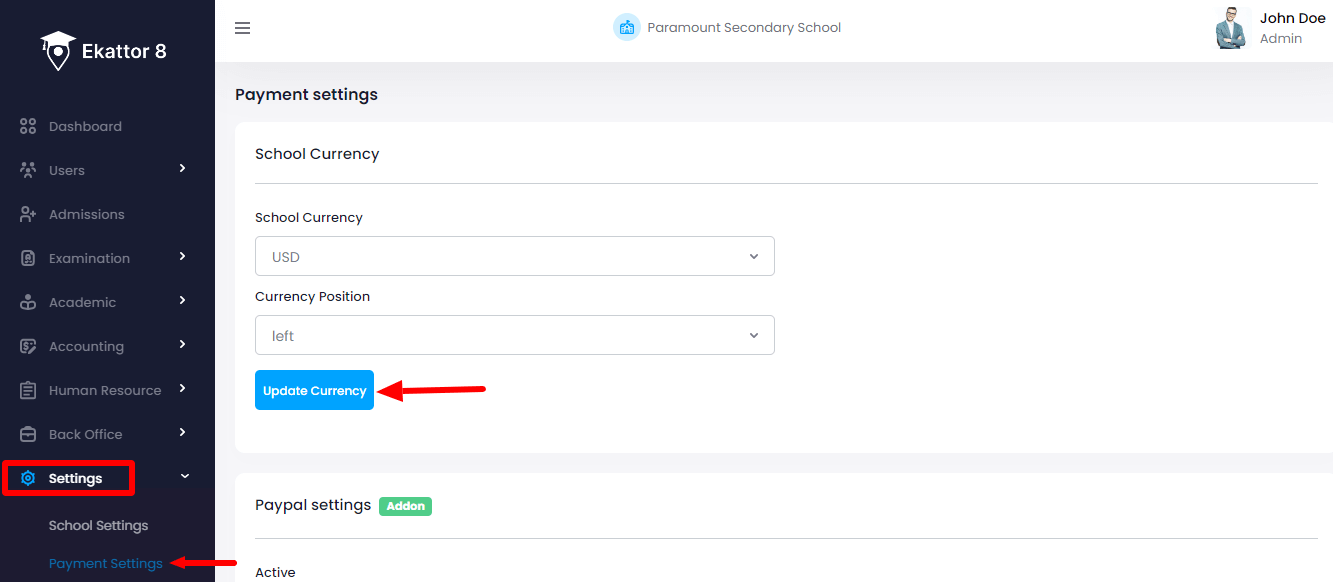 Ekattor 8
Paramount Secondary School
John Doe
Admin
Dashboard
Users
Admissions
Examination
Academic
Accounting
Human Resource
Back Office
Settings
School Settings
Payment Settings
Payment settings
School Currency
School Currency
USD
Currency Position
left
Update Currency
Paypal settings Addon
Active